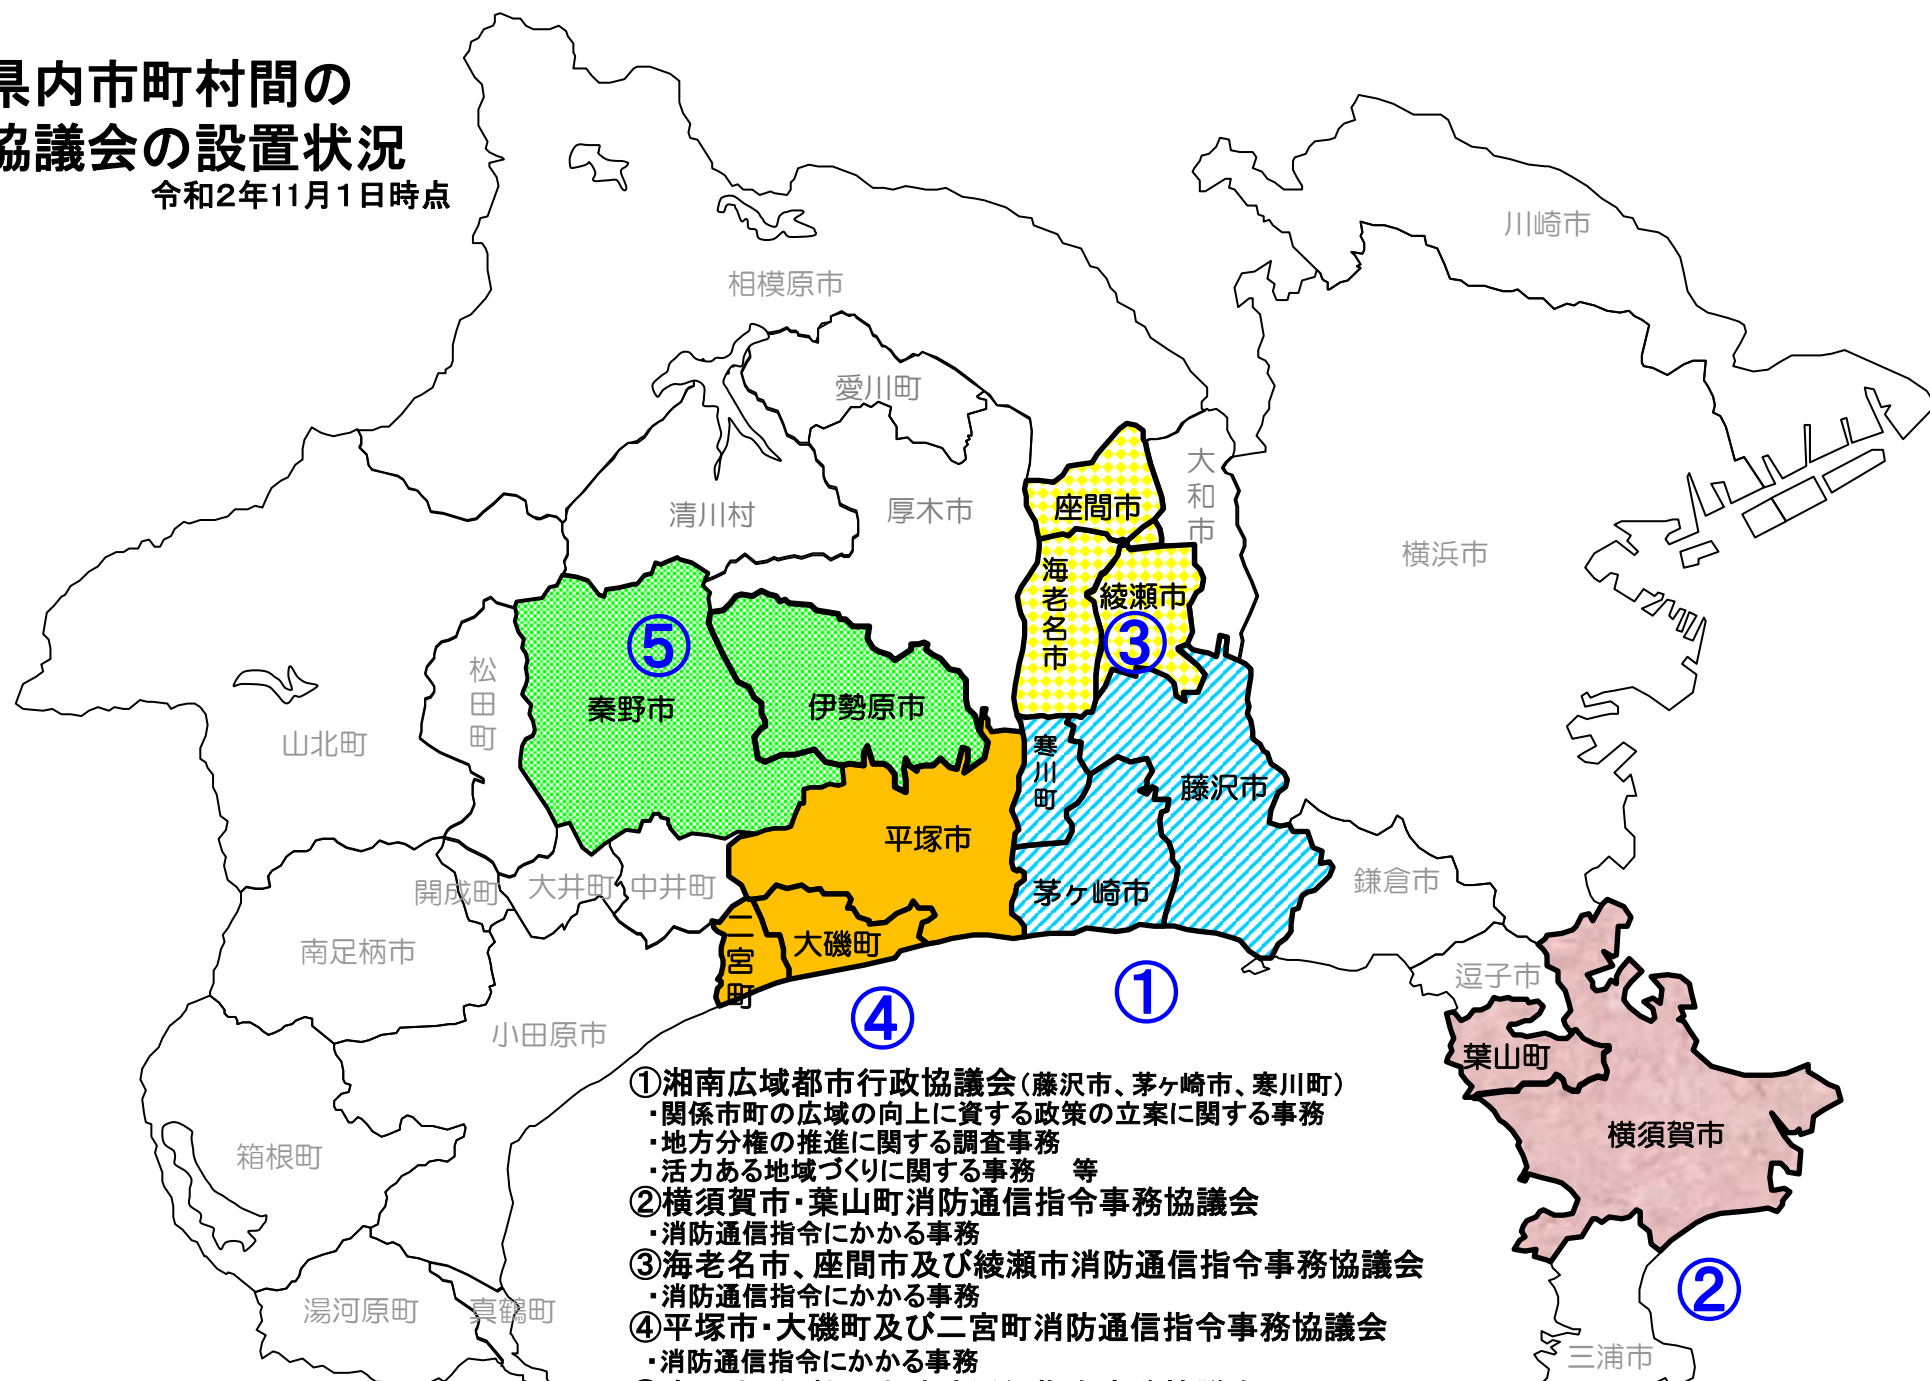 県内市町村間の
協議会の設置状況
令和2年11月1日時点
川崎市
相模原市
愛川町
大和市
座間市
清川村
厚木市
横浜市
海老名市
綾瀬市
③
⑤
松田町
秦野市
伊勢原市
山北町
寒川町
藤沢市
平塚市
鎌倉市
開成町
大井町
中井町
茅ヶ崎市
南足柄市
二宮町
大磯町
逗子市
①
④
小田原市
葉山町
横須賀市
箱根町
湯河原町
真鶴町
②
三浦市
①湘南広域都市行政協議会(藤沢市、茅ヶ崎市、寒川町)
・関係市町の広域の向上に資する政策の立案に関する事務
・地方分権の推進に関する調査事務
・活力ある地域づくりに関する事務　等
②横須賀市・葉山町消防通信指令事務協議会
・消防通信指令にかかる事務
③海老名市、座間市及び綾瀬市消防通信指令事務協議会
・消防通信指令にかかる事務
④平塚市・大磯町及び二宮町消防通信指令事務協議会
・消防通信指令にかかる事務